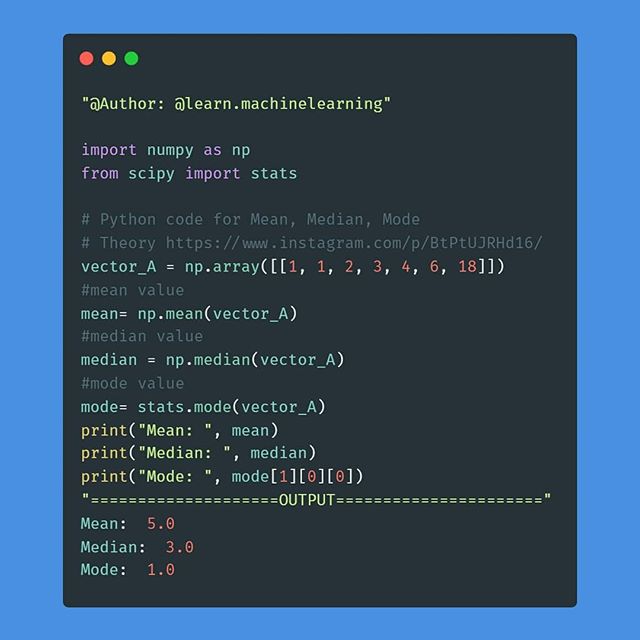 "@Author: @learn.machinelearning"
import numpy as np
from scipy import stats
# Python code for Mean, Median, Mode
# Theory https://www.instagram.com/p/BtPtUJRHd16/
vector_A = np.array([[1, 1, 2, 3, 4, 6, 18]])
#mean value
mean= np.mean(vector_A)
#median value
median = np.median(vector_A)
#mode value
mode= stats.mode(vector_A)
print("Mean: ", mean)
print("Median: ", median)
print("Mode: ", mode[1][0][0])
"====================OUTPUT======================"
Mean:  5.0
Median:  3.0
Mode:  1.0